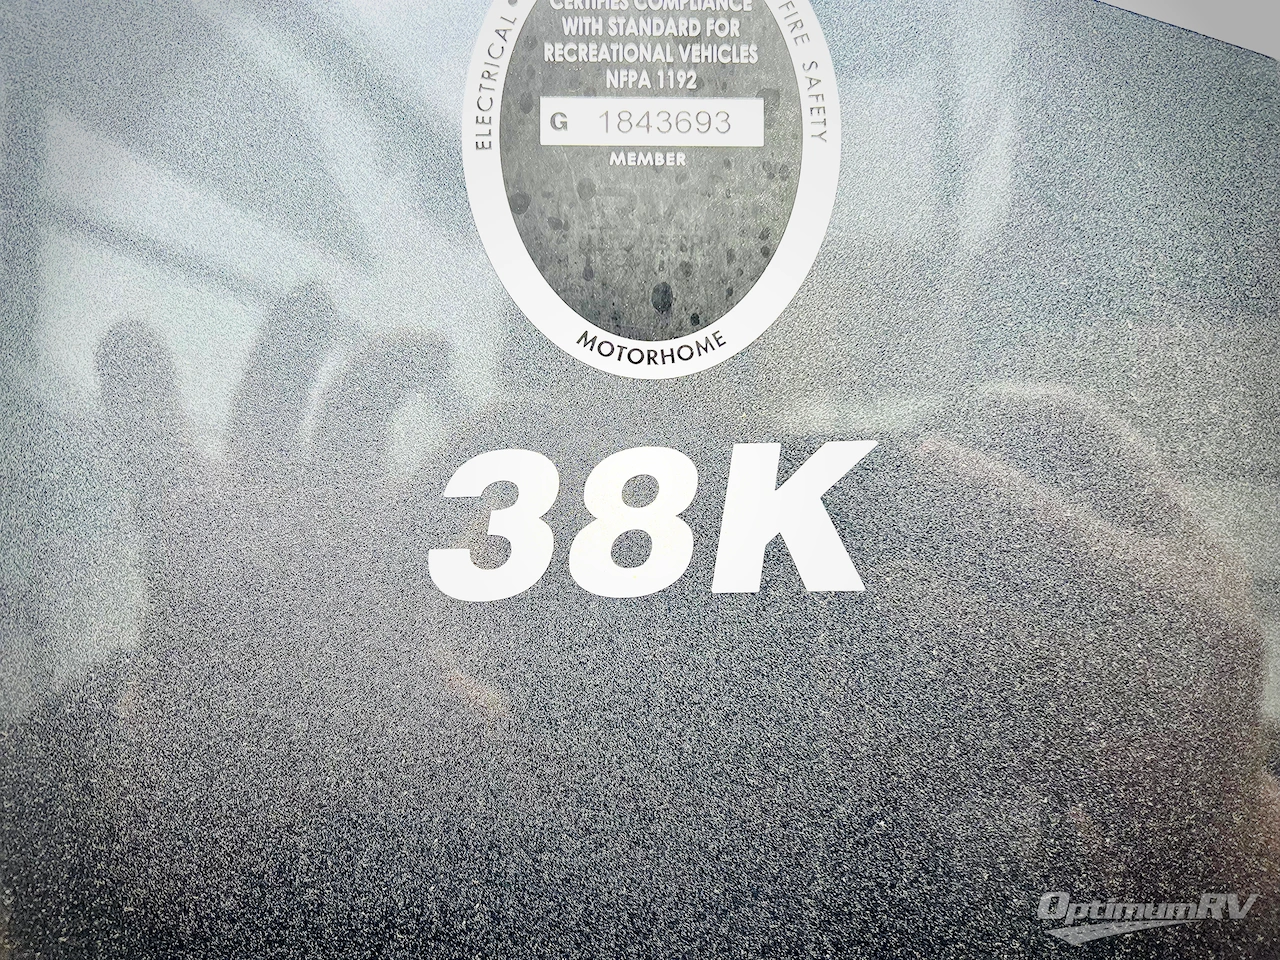 CERTIFIES COMPLIANCE
WITH STANDARD FOR
RECREATIONAL VEHICLES
NFPA 1192
G 1843693
MEMBER
ELECTRICAL •
FIRE SAFETY
MOTORHOME
38K
OptimumRV